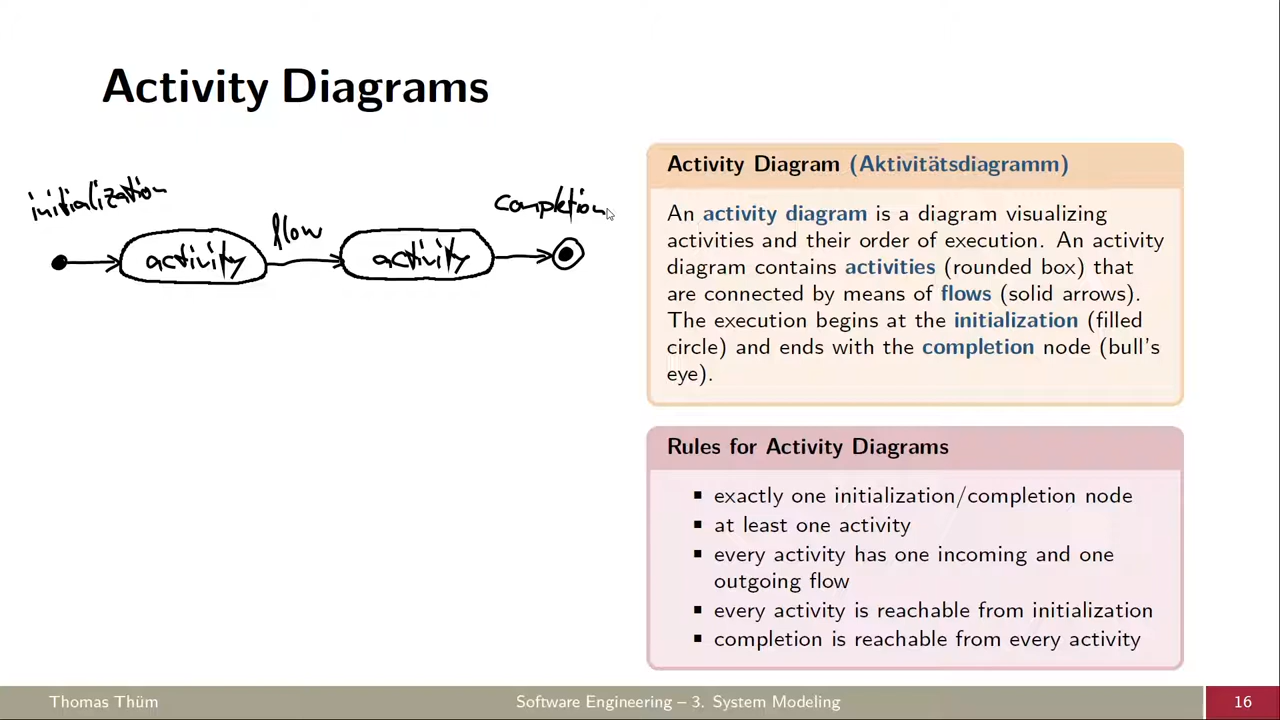 Activity Diagrams
initialization
activity
flow
activity
completion
Activity Diagram (Aktivitätsdiagramm)
An activity diagram is a diagram visualizing
activities and their order of execution. An activity
diagram contains activities (rounded box) that
are connected by means of flows (solid arrows).
The execution begins at the initialization (filled
circle) and ends with the completion node (bull's
eye).
Rules for Activity Diagrams
▪ exactly one initialization/completion node
▪ at least one activity
▪ every activity has one incoming and one
outgoing flow
▪ every activity is reachable from initialization
▪ completion is reachable from every activity
Thomas Thüm
Software Engineering – 3. System Modeling
16